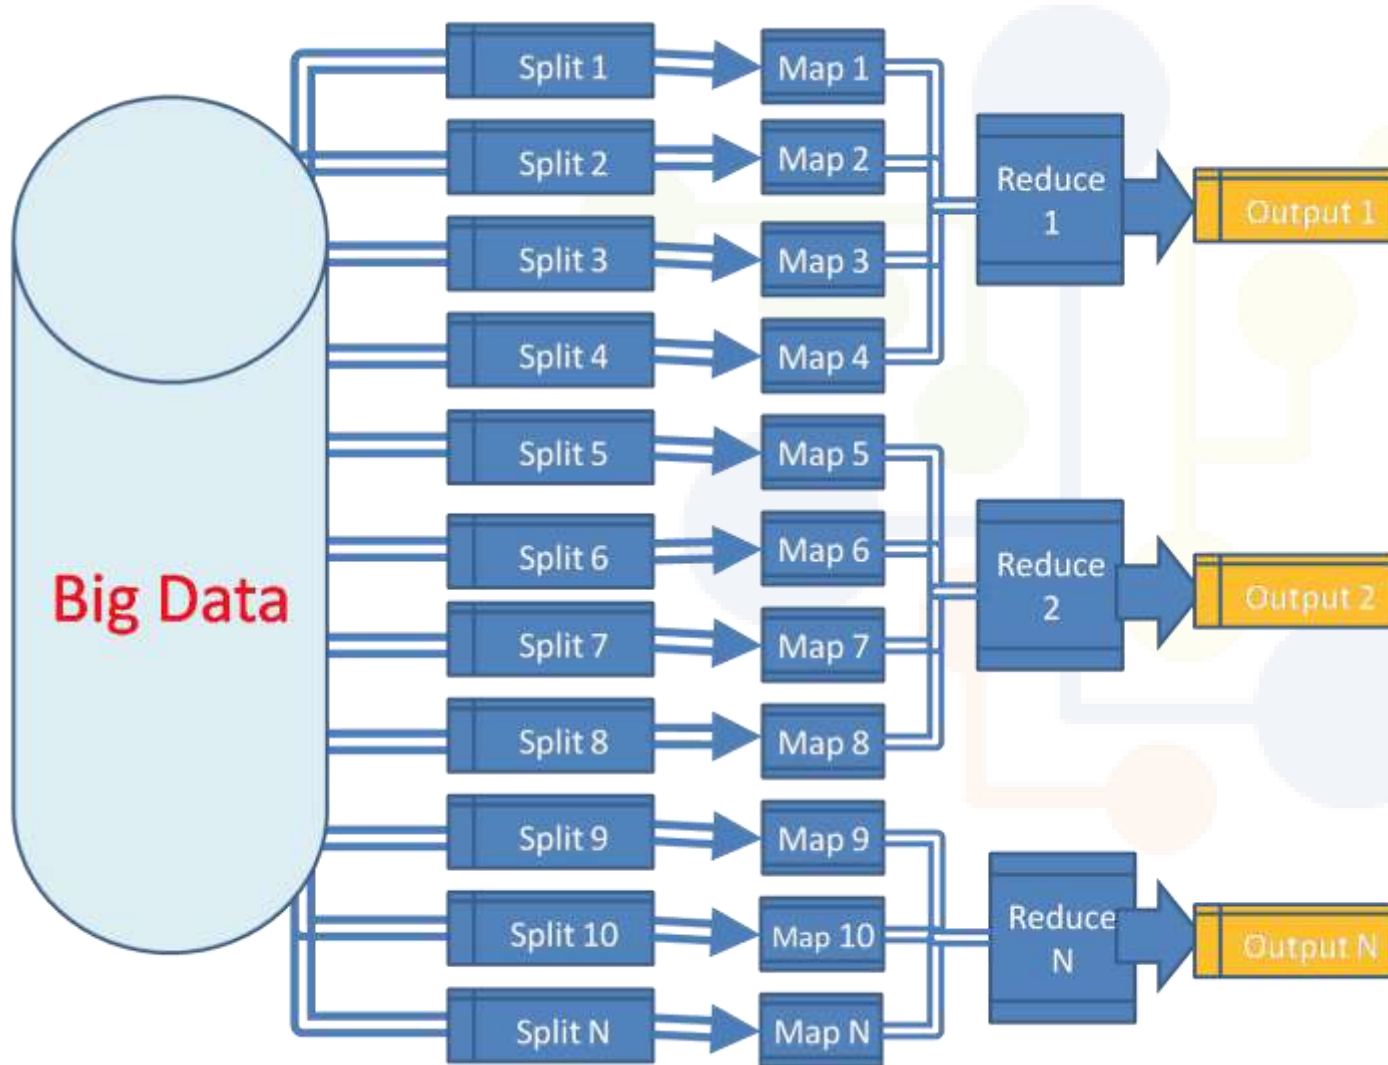 Big Data
Split 1
Split 2
Split 3
Split 4
Split 5
Split 6
Split 7
Split 8
Split 9
Split 10
Split N
Map 1
Map 2
Map 3
Map 4
Map 5
Map 6
Map 7
Map 8
Map 9
Map 10
Map N
Reduce
1
Reduce
2
Reduce
N
Output 1
Output 2
Output N